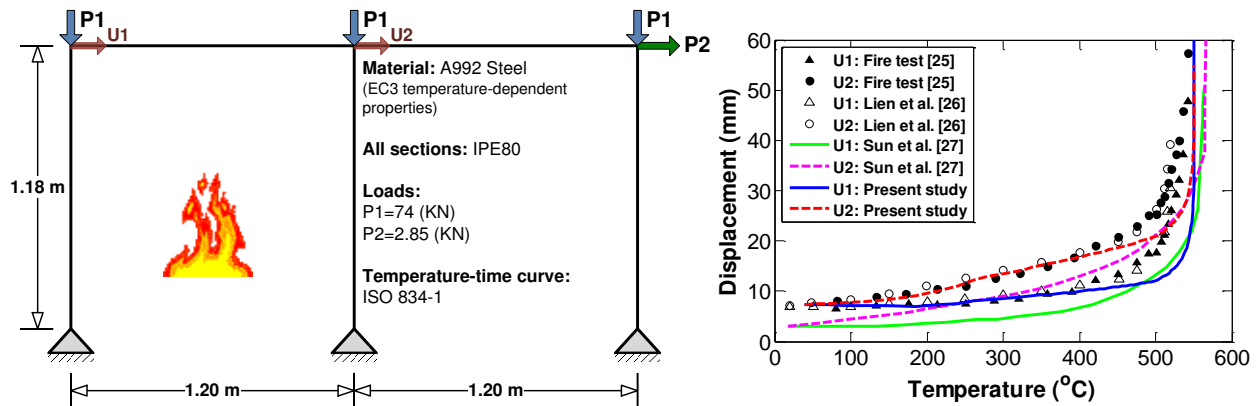 P1
U1
P1
U2
P1
P2
Material: A992 Steel
(EC3 temperature-dependent
properties)
All sections: IPE80
Loads:
P1=74 (KN)
P2=2.85 (KN)
Temperature-time curve:
ISO 834-1
1.18 m
1.20 m
1.20 m
Displacement (mm)
60
50
40
30
20
10
0
U1: Fire test [25]
U2: Fire test [25]
U1: Lien et al. [26]
U2: Lien et al. [26]
U1: Sun et al. [27]
U2: Sun et al. [27]
U1: Present study
U2: Present study
0 100 200 300 400 500 600
Temperature (°C)